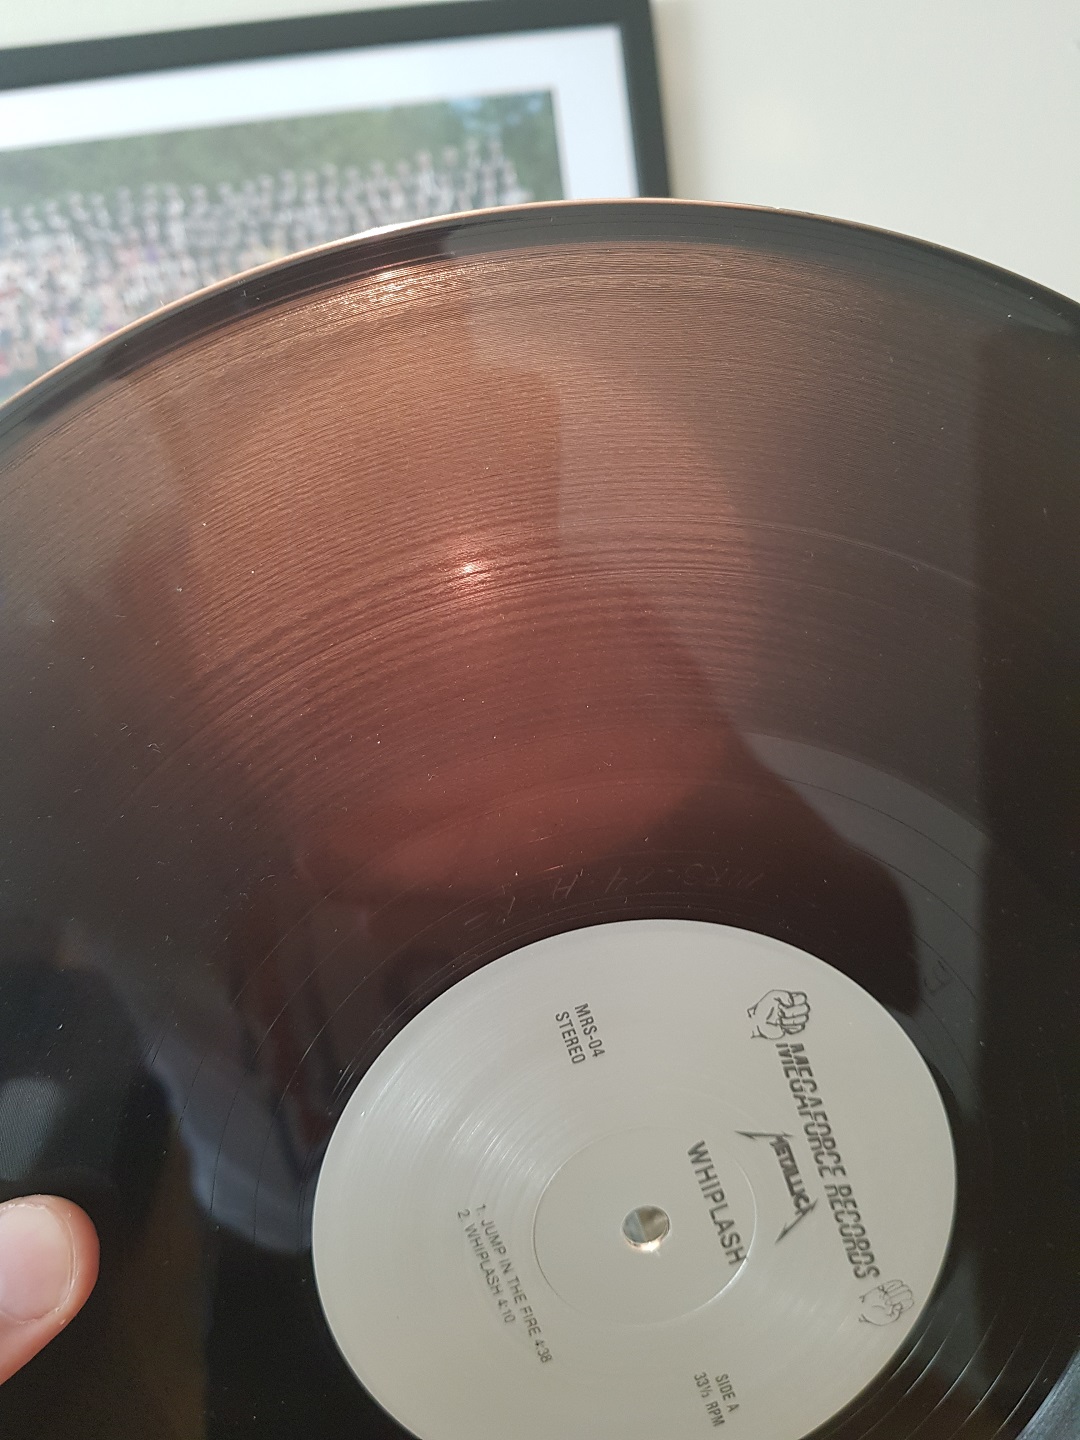 MEGAFORCE RECORDS
METALLICA
WHIPLASH
MRS-04
STEREO
1. JUMP IN THE FIRE 4:38
2. WHIPLASH 4:10
SIDE A
33⅓ RPM